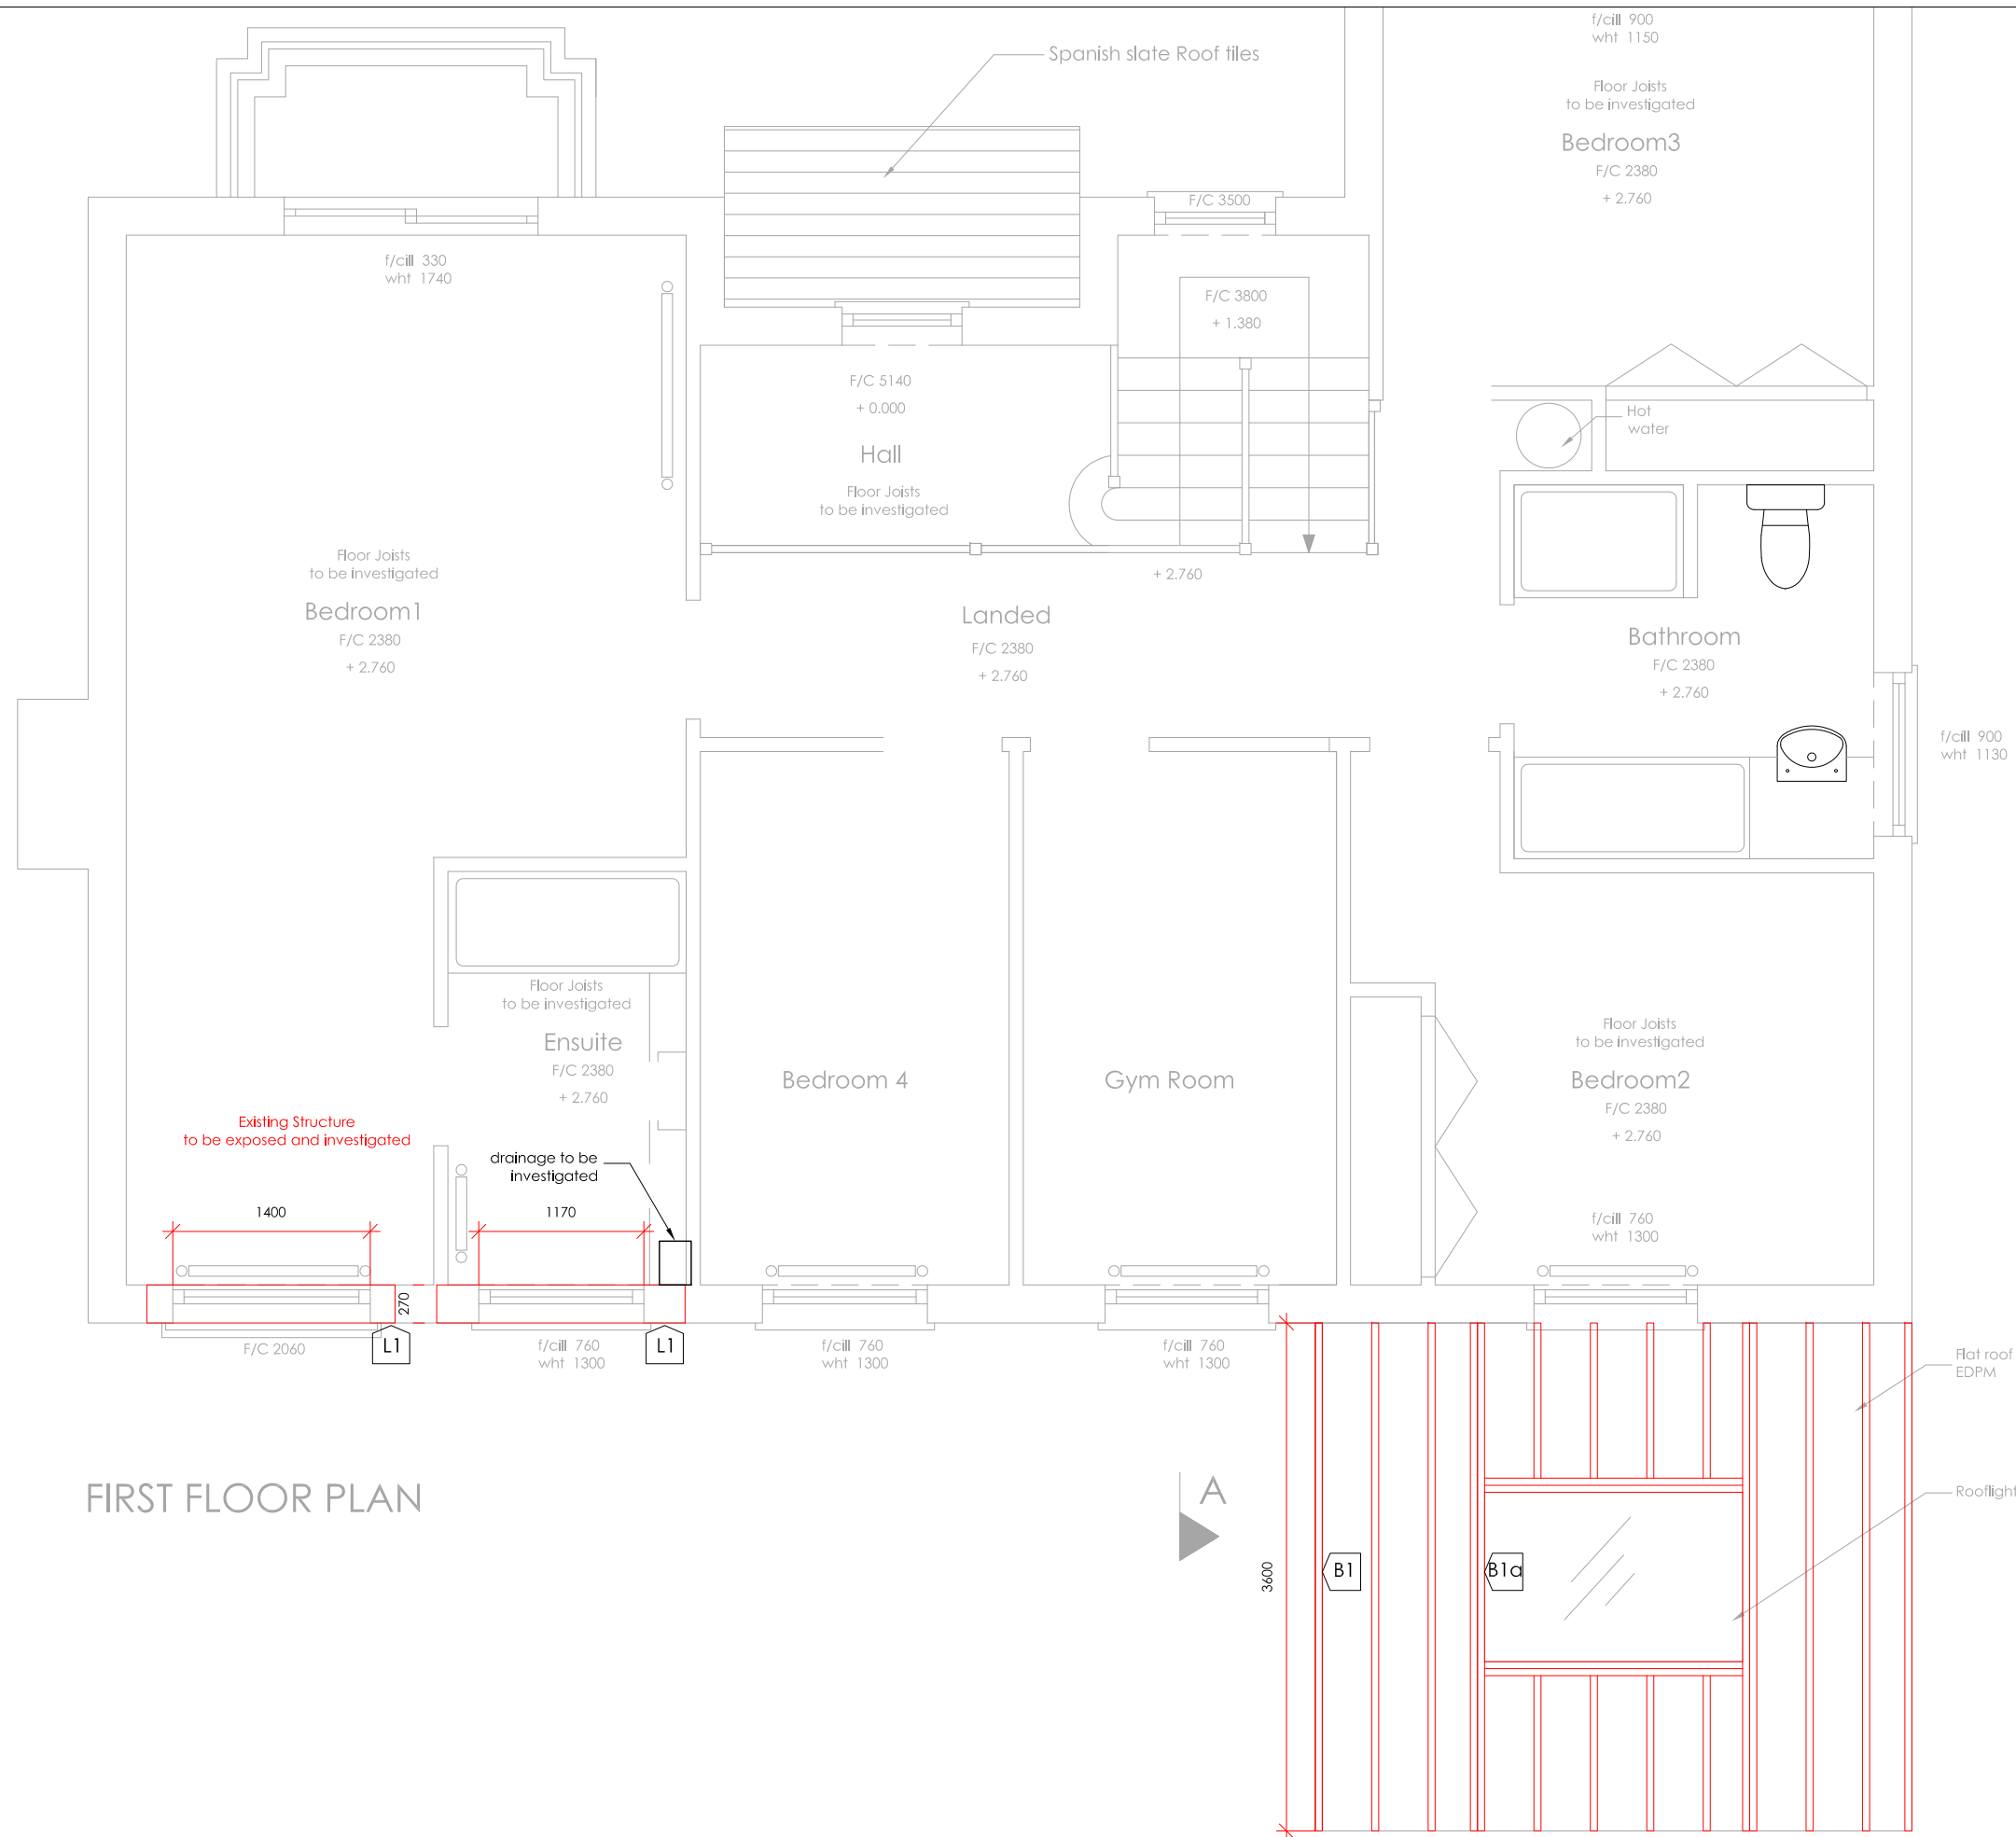 f/cill 900
wht 1150
Spanish slate Roof tiles
Floor Joists
to be investigated
Bedroom3
F/C 2380
+ 2.760
F/C 3500
f/cill 330
wht 1740
F/C 3800
+ 1.380
F/C 5140
+ 0.000
Hall
Floor Joists
to be investigated
Hot
water
Floor Joists
to be investigated
Bedroom1
F/C 2380
+ 2.760
+ 2.760
Landed
F/C 2380
+ 2.760
Bathroom
F/C 2380
+ 2.760
f/cill 900
wht 1130
Floor Joists
to be investigated
Ensuite
F/C 2380
+ 2.760
Bedroom 4
Gym Room
Floor Joists
to be investigated
Bedroom2
F/C 2380
+ 2.760
Existing Structure
to be exposed and investigated
drainage to be
investigated
1400
1170
f/cill 760
wht 1300
270
F/C 2060
L1
f/cill 760
wht 1300
L1
f/cill 760
wht 1300
f/cill 760
wht 1300
Flat roof
EDPM
FIRST FLOOR PLAN
A
Rooflight
3600
B1
B1a